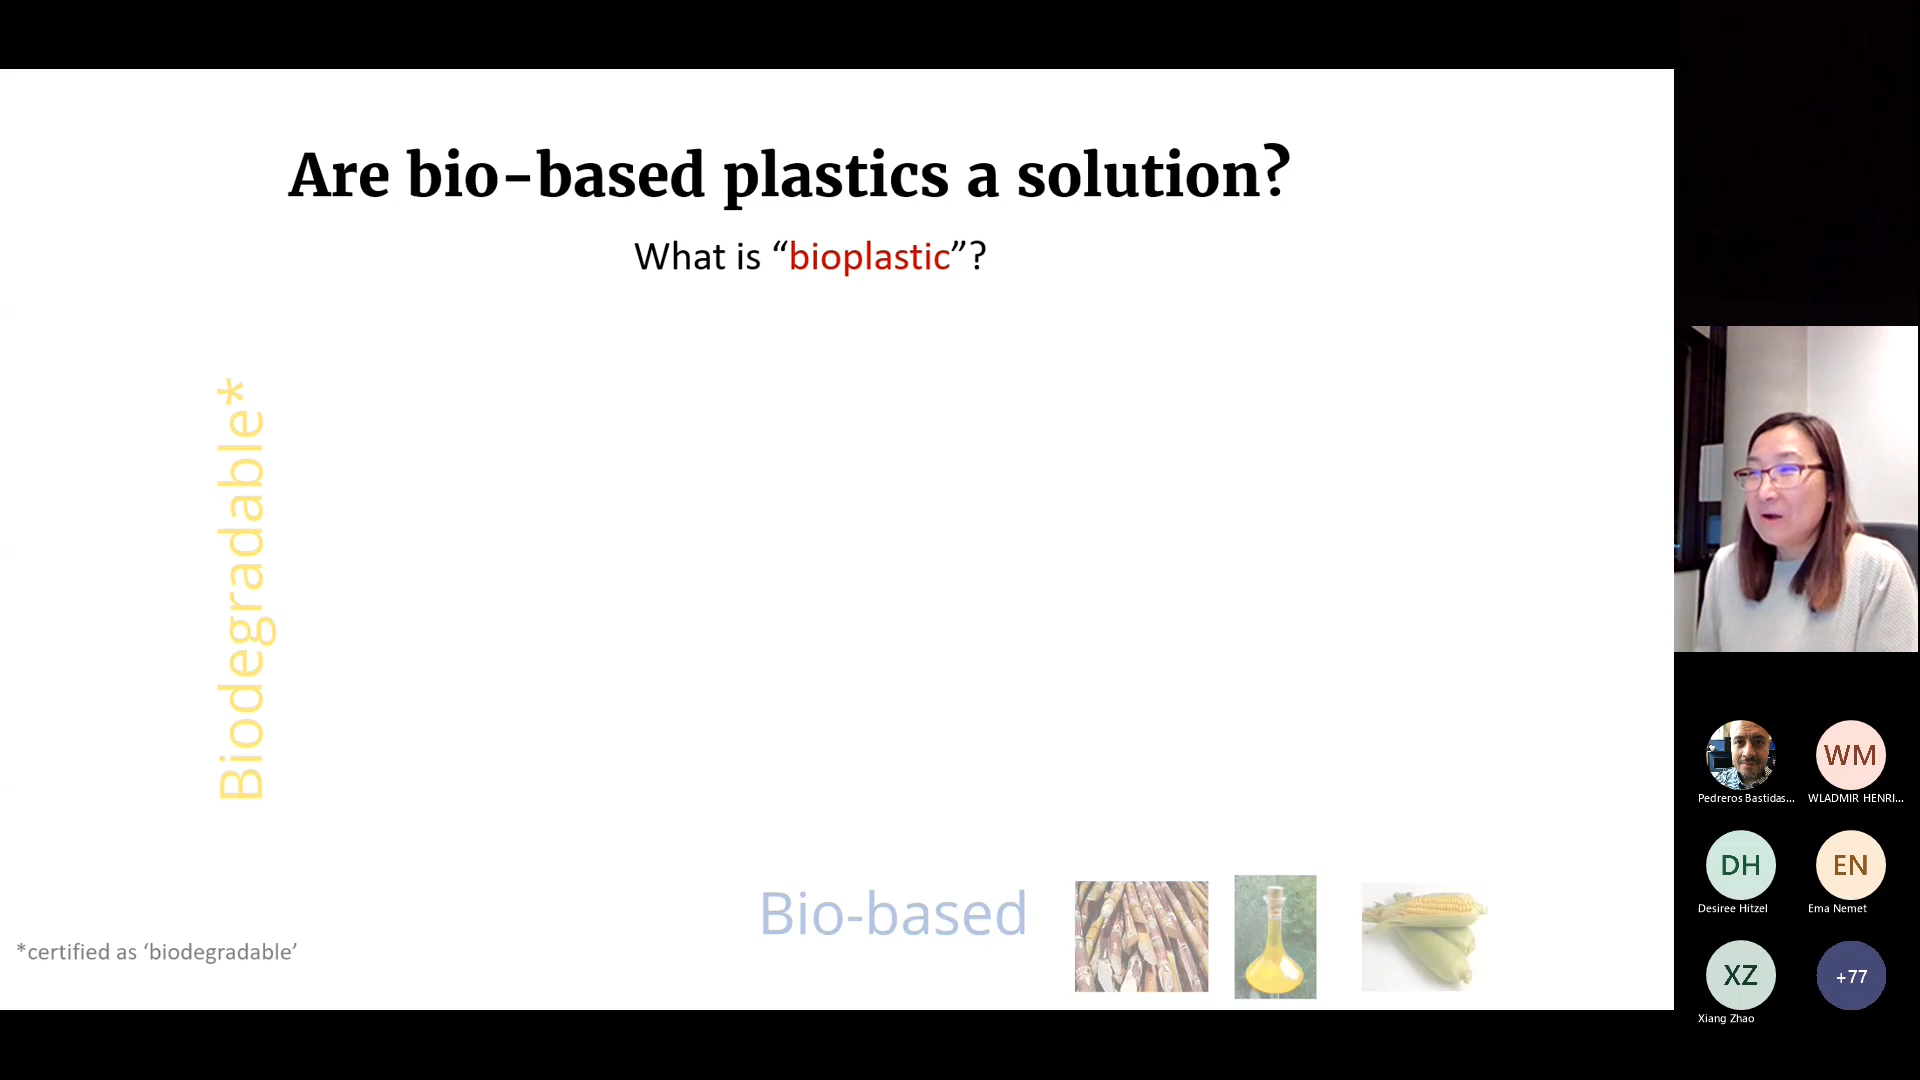 Are bio-based plastics a solution?
What is “bioplastic”?
Biodegradable*
Bio-based
*certified as ‘biodegradable’
Pedreros Bastidas...
WM
WLADMIR HENRI...
DH
Desiree Hitzel
EN
Ema Nemet
XZ
Xiang Zhao
+77